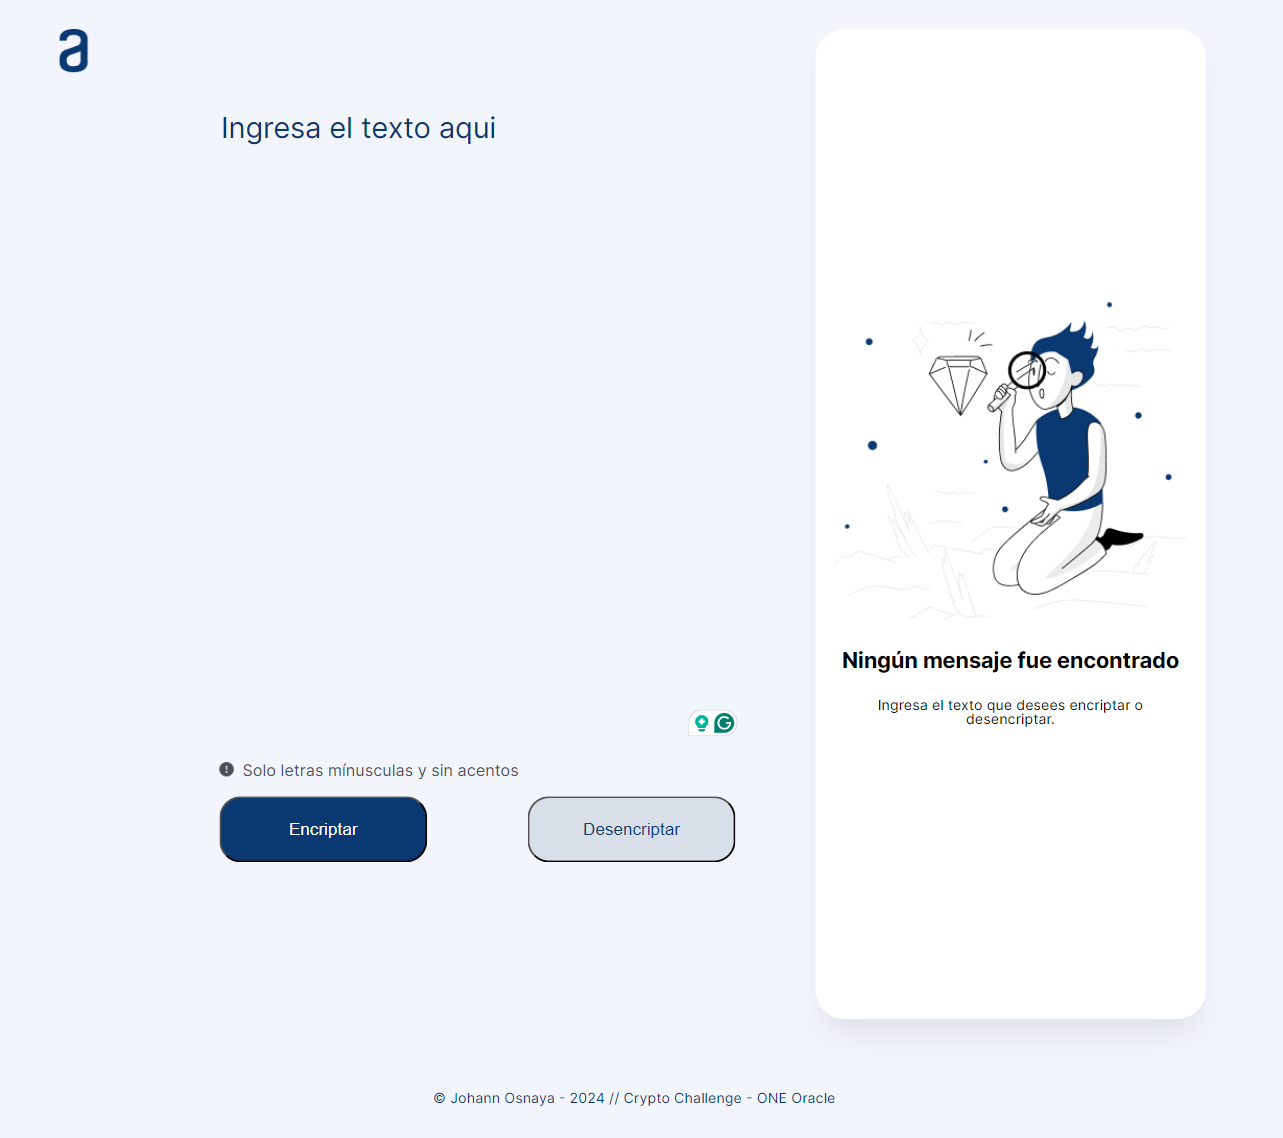 a
Ingresa el texto aqui
Ningún mensaje fue encontrado
Ingresa el texto que desees encriptar o
desencriptar.
Solo letras mínusculas y sin acentos
Encriptar
Desencriptar
© Johann Osnaya - 2024 // Crypto Challenge - ONE Oracle